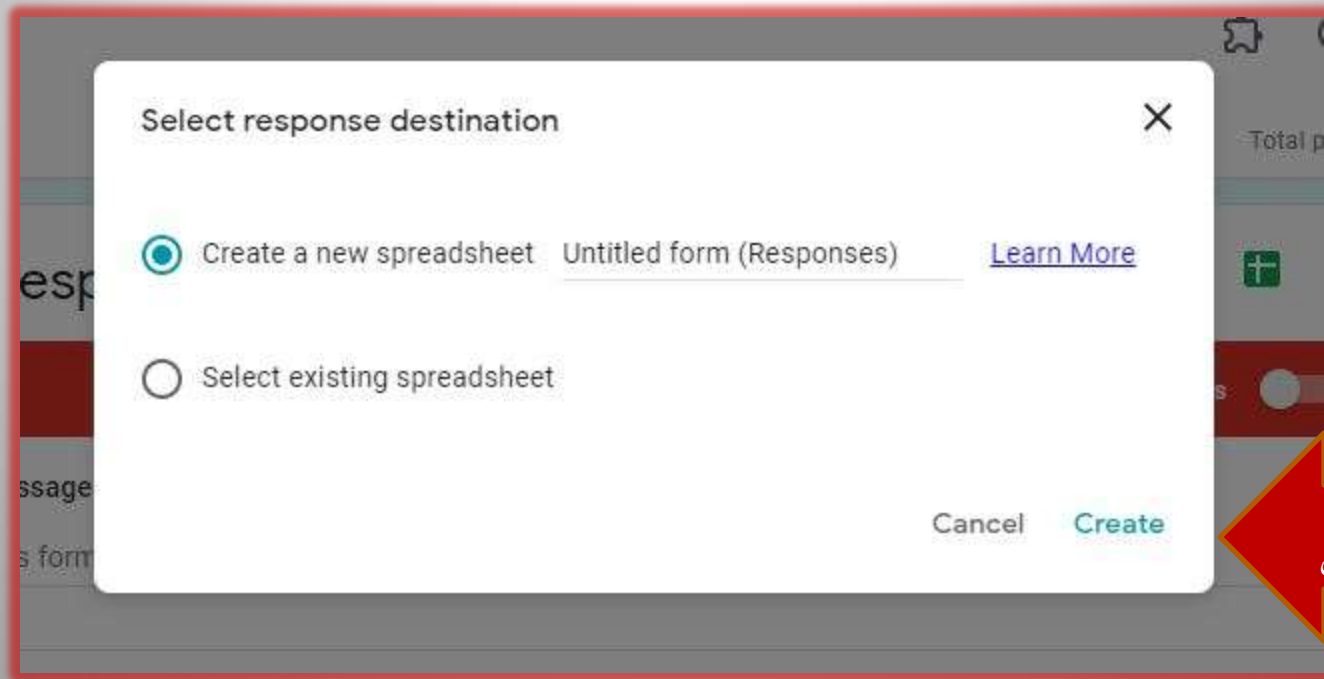 Select response destination
Total p
Create a new spreadsheet Untitled form (Responses) Learn More
esp
Select existing spreadsheet
s
ssage
Cancel Create
s form